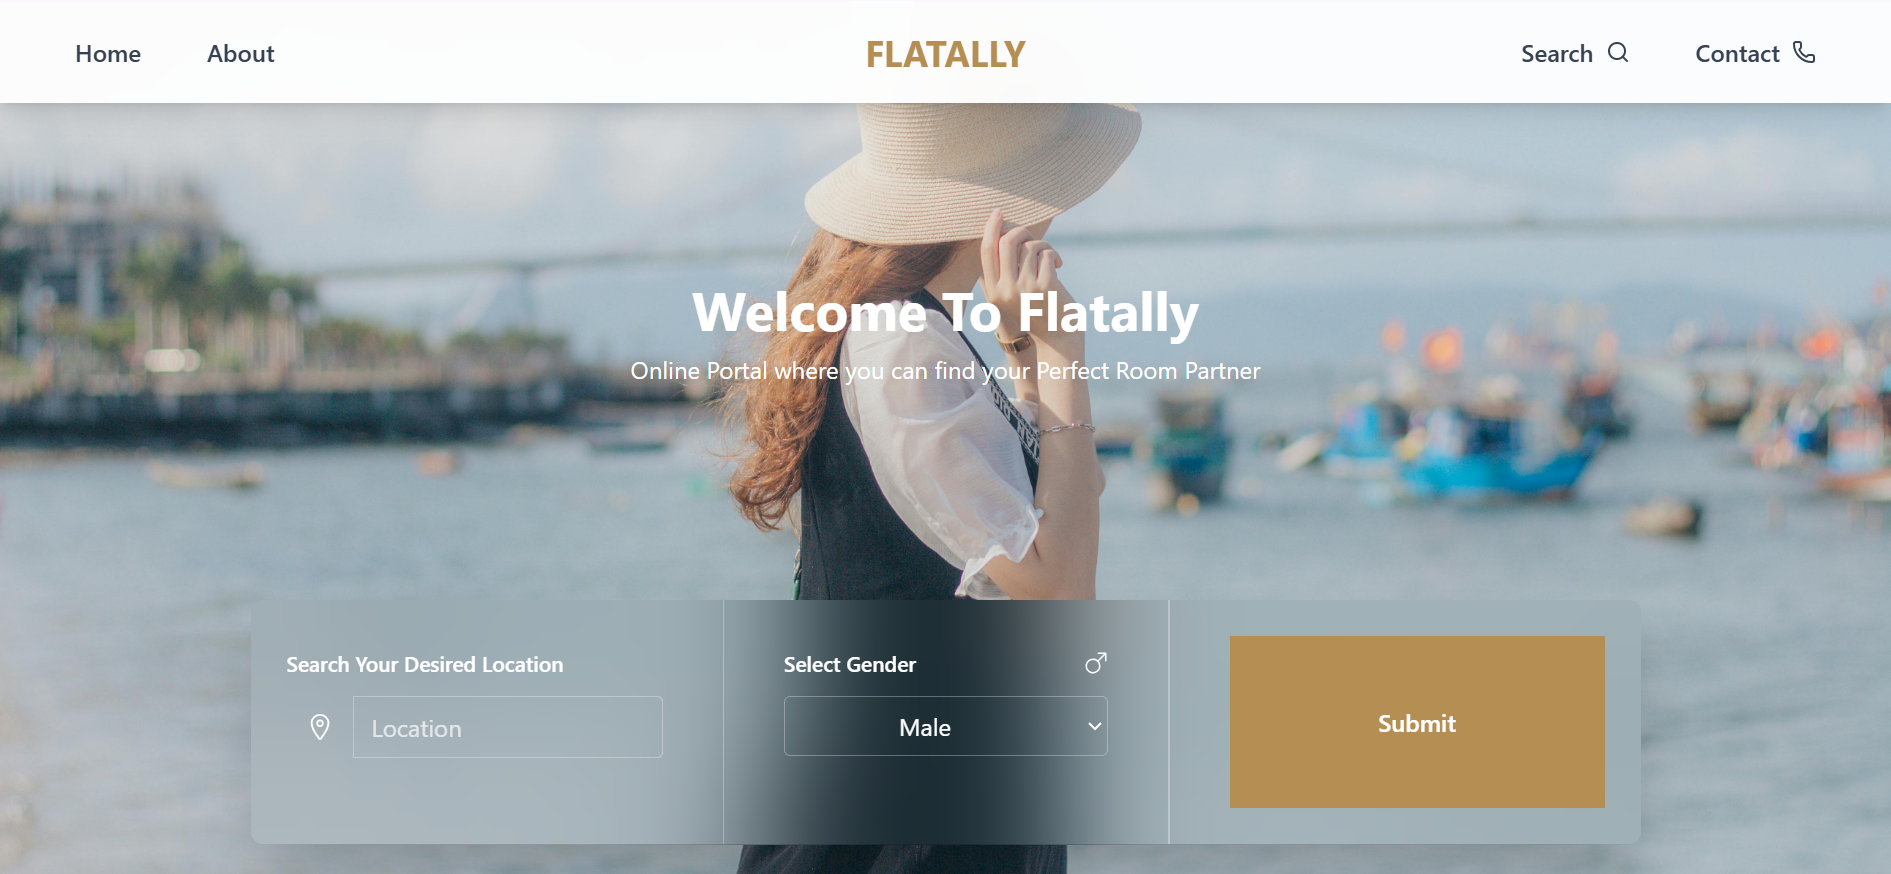 Home About FLATALLY Search Contact
Welcome To Flatally
Online Portal where you can find your Perfect Room Partner
Search Your Desired Location
Location
Select Gender
Male
Submit